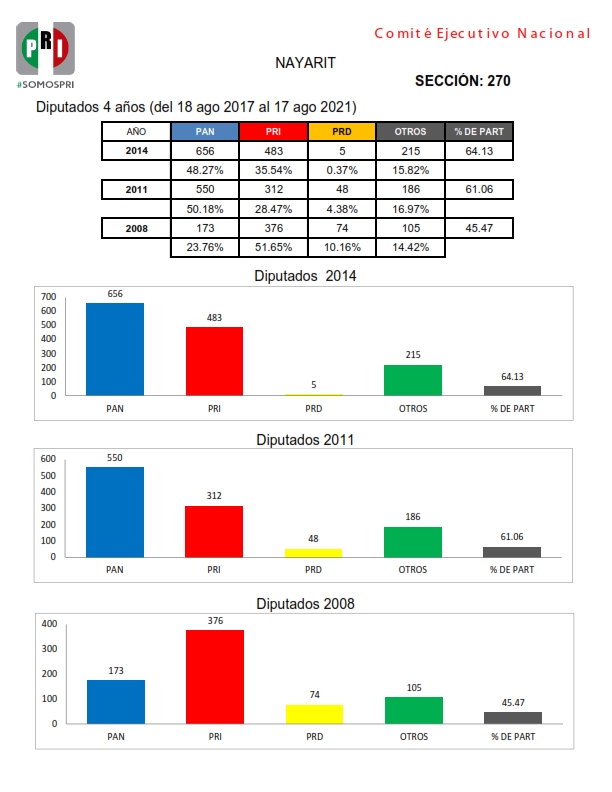 PRI
#SOMOSPRI
Comité Ejecutivo Nacional
NAYARIT
SECCIÓN: 270
Diputados 4 años (del 18 ago 2017 al 17 ago 2021)
AÑO PAN PRI PRD OTROS % DE PART
2014 656 483 5 215 64.13
48.27% 35.54% 0.37% 15.82%
2011 550 312 48 186 61.06
50.18% 28.47% 4.38% 16.97%
2008 173 376 74 105 45.47
23.76% 51.65% 10.16% 14.42%
Diputados 2014
700
600
500
400
300
200
100
0
656
483
5
215
64.13
PAN PRI PRD OTROS % DE PART
Diputados 2011
600
500
400
300
200
100
0
550
312
48
186
61.06
PAN PRI PRD OTROS % DE PART
Diputados 2008
400
300
200
100
0
173
376
74
105
45.47
PAN PRI PRD OTROS % DE PART